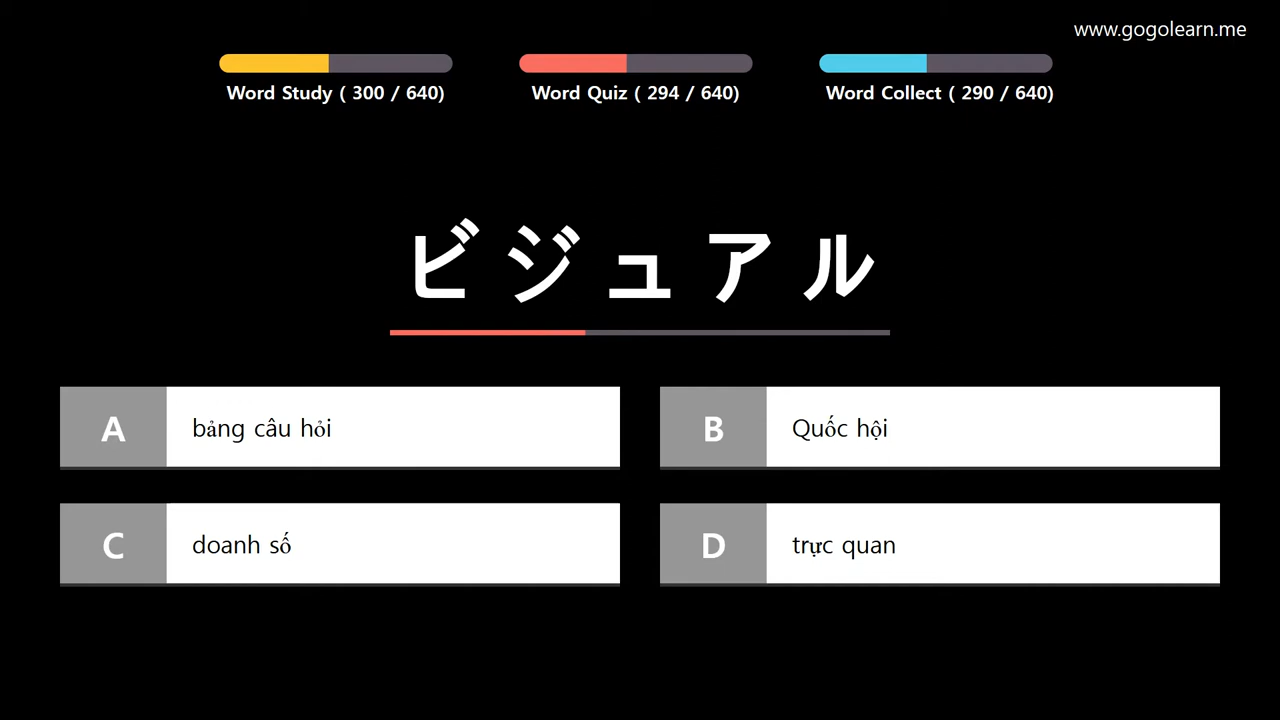 www.gogolearn.me
Word Study ( 300 / 640)
Word Quiz ( 294 / 640)
Word Collect ( 290 / 640)
ビジュアル
A
bảng câu hỏi
B
Quốc hội
C
doanh số
D
trực quan